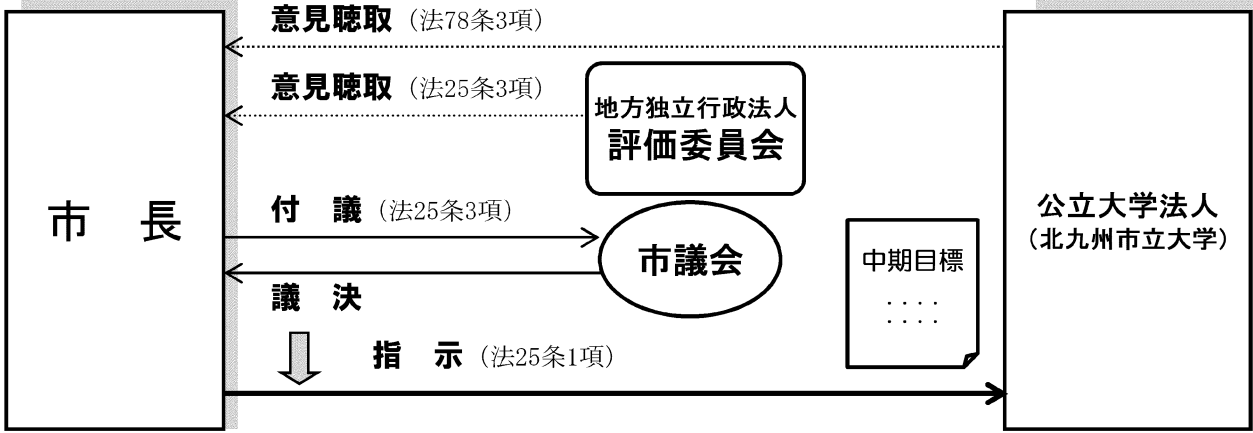 意見聴取（法78条3項）
意見聴取（法25条3項）
地方独立行政法人
評価委員会
市　長
付　議（法25条3項）
市議会
議　決
指　示（法25条1項）
中期目標
・・・・
・・・・
公立大学法人
（北九州市立大学）